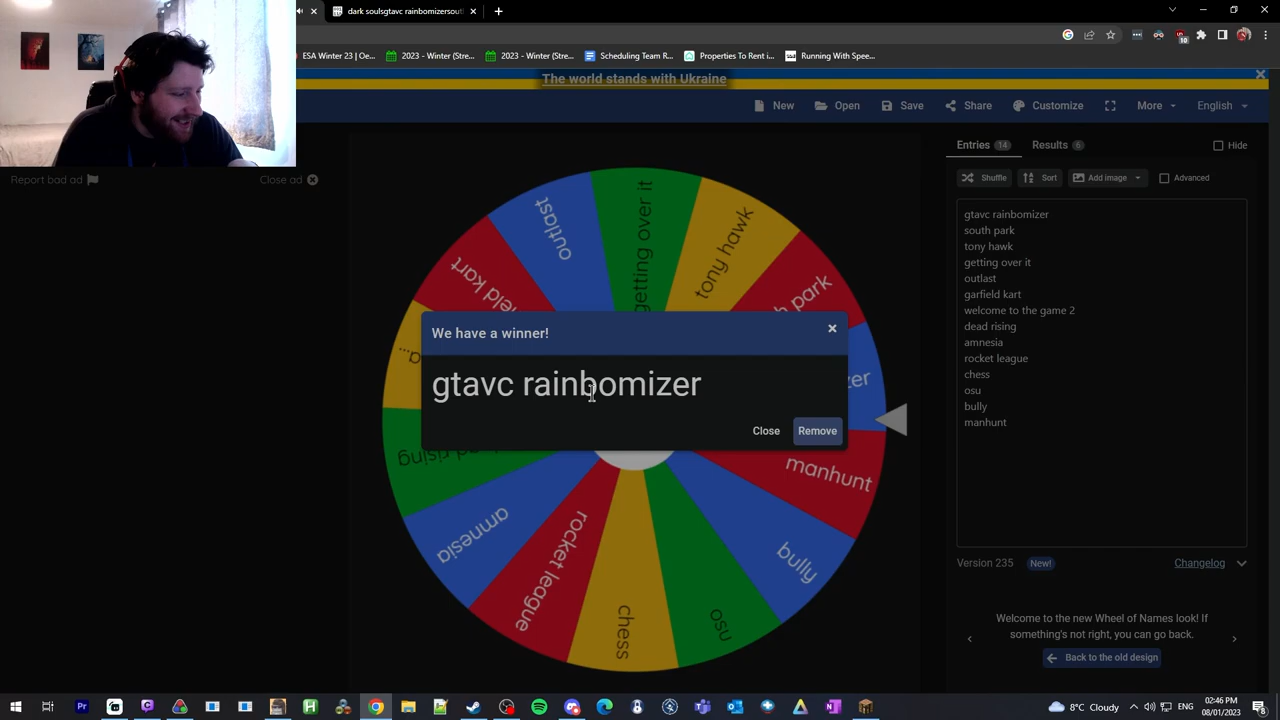 dark soulsgtavc rainbomizersout
ESA Winter 23 | Oe...
2023 - Winter (Stre...
2023 - Winter (Stre...
Scheduling Team R...
Properties To Rent i...
Running With Spee...
10
The world stands with Ukraine
New
Open
Save
Share
Customize
More
English
Report bad ad
Close ad
Entries 14
Results 6
Hide
Shuffle
Sort
Add image
Advanced
gtavc rainbomizer
south park
tony hawk
getting over it
outlast
garfield kart
welcome to the game 2
dead rising
amnesia
rocket league
chess
osu
bully
manhunt
outlast
getting over it
tony hawk
h park
zer
manhunt
bully
osu
chess
rocket league
amnesia
d rising
a...
ield kart
We have a winner!
gtavc rainbomizer
Close
Remove
Version 235
New!
Changelog
Welcome to the new Wheel of Names look! If
something's not right, you can go back.
Back to the old design
8°C Cloudy
ENG
02:46 PM
08/01/2023